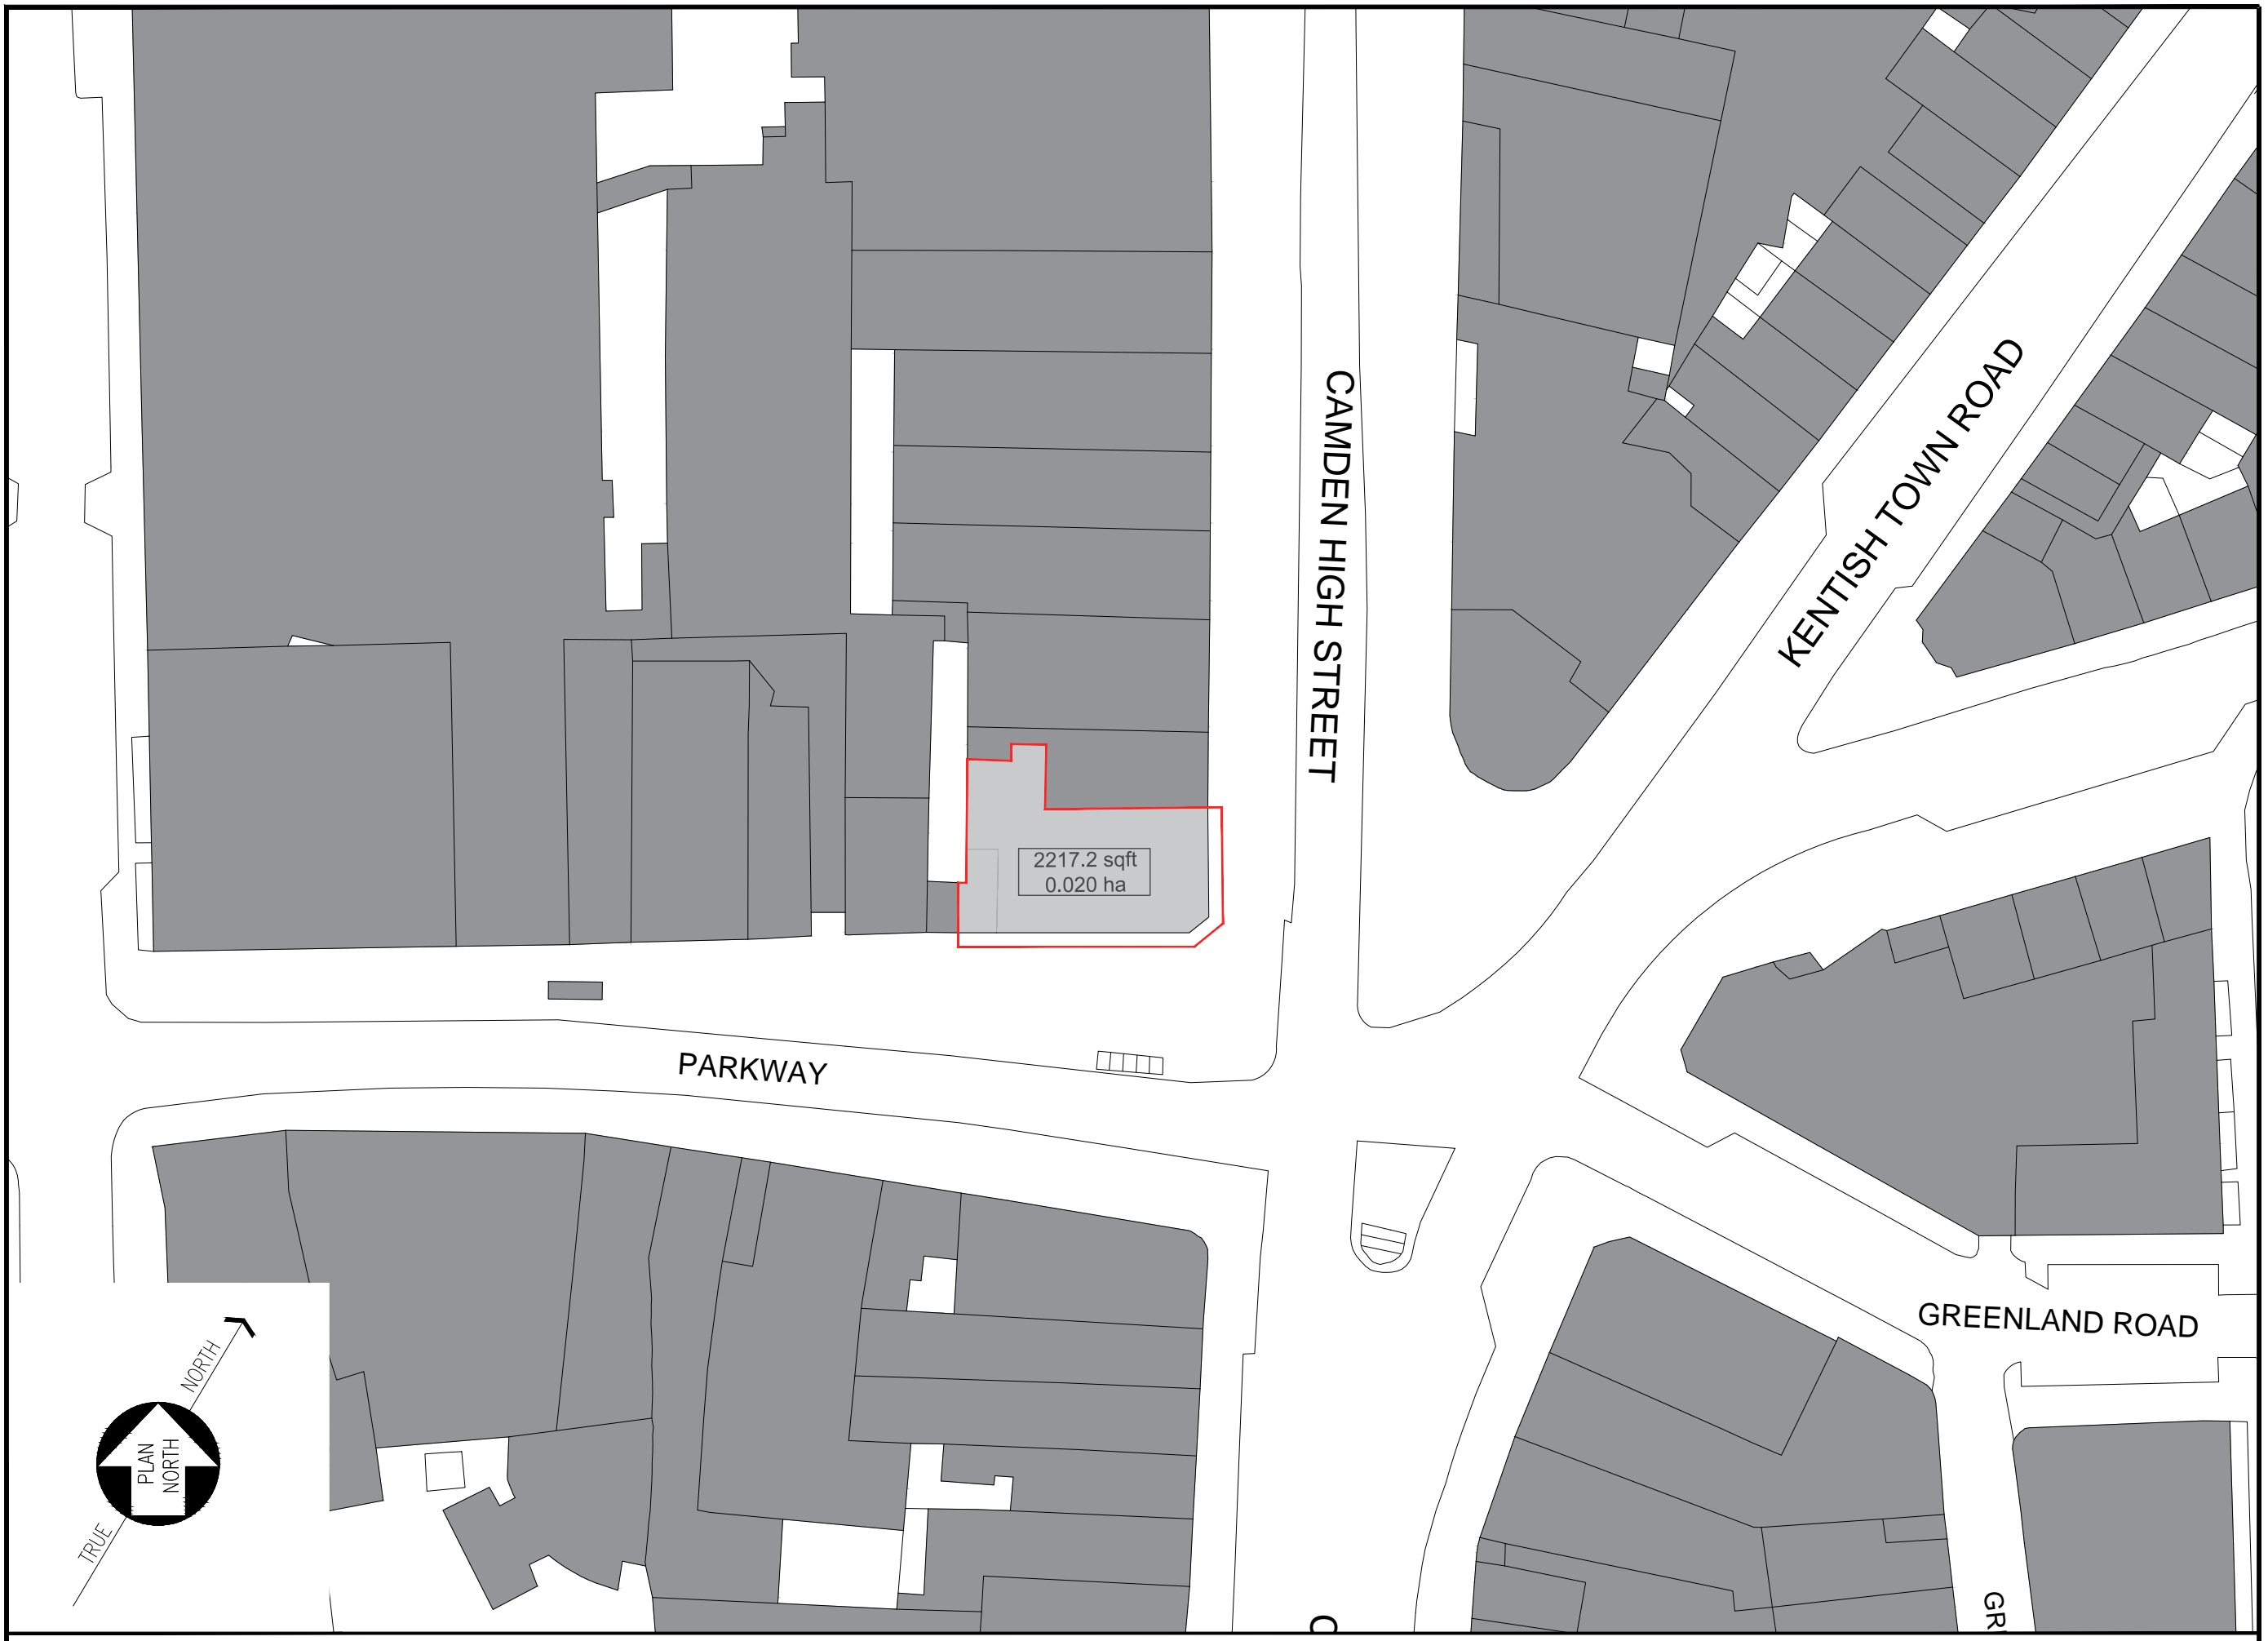 CAMDEN HIGH STREET
KENTISH TOWN ROAD
2217.2 sqft
0.020 ha
PARKWAY
GREENLAND ROAD
TRUE NORTH
PLAN
NORTH
C
GR